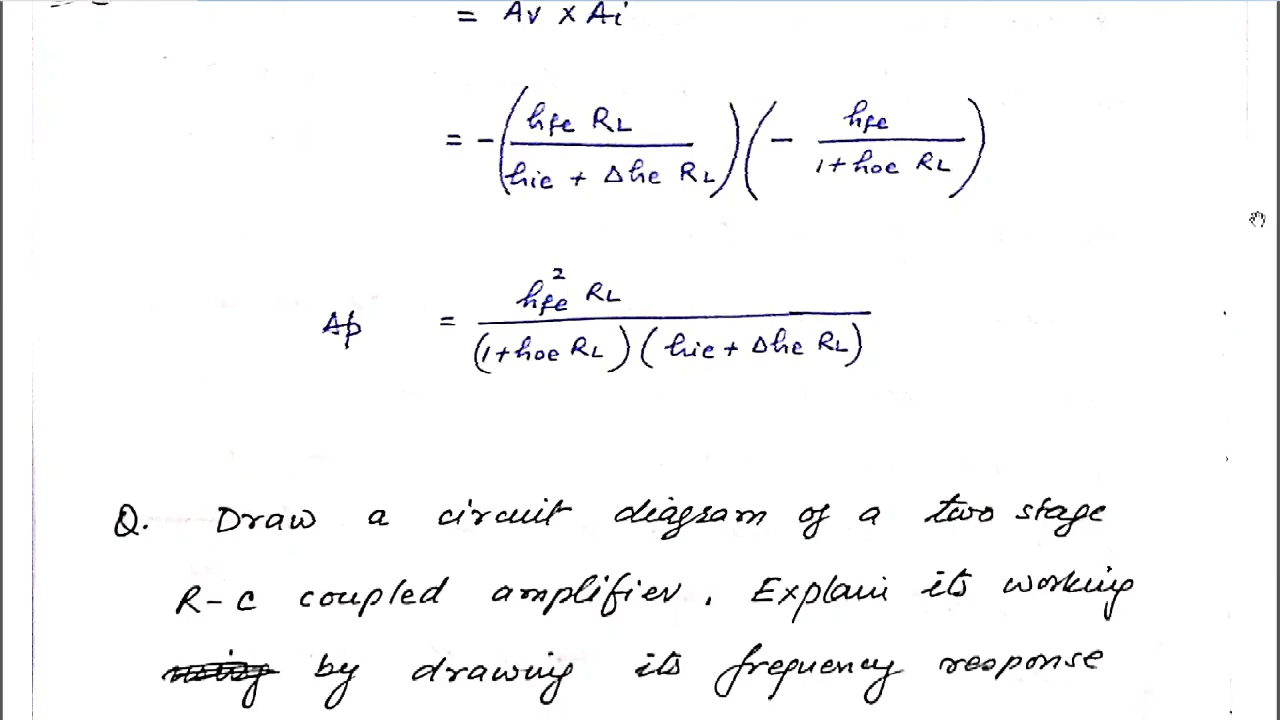 = Av x Ai
= - (hfe RL / hie + Δhe RL) (- hfe / 1 + hoe RL)
Ap = hfe² RL / (1 + hoe RL) (hie + Δhe RL)
Q. Draw a circuit diagram of a two stage
R-C coupled amplifier. Explain its working
by drawing its frequency response